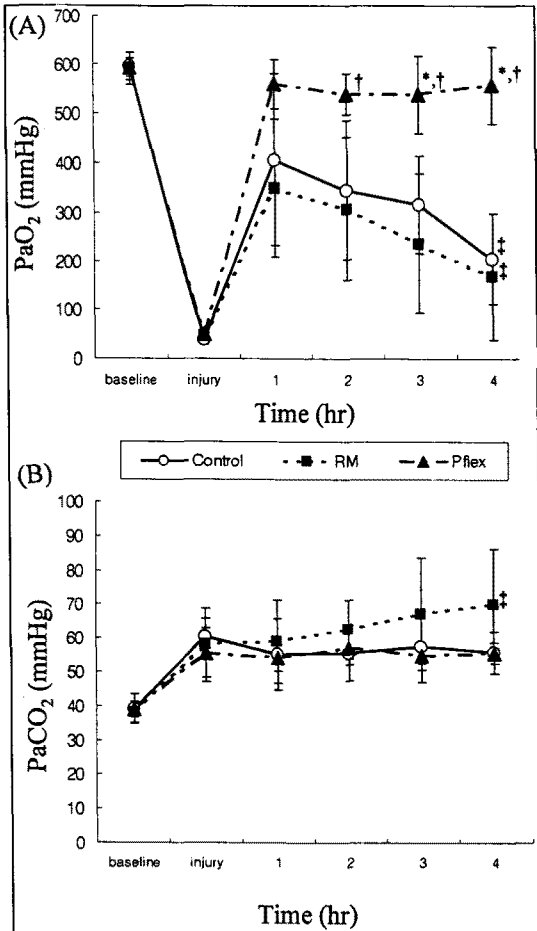 (A)
PaO2 (mmHg)
700
600
500
400
300
200
100
0
†
*,†
*,†
‡
‡
baseline injury 1 2 3 4
Time (hr)
Control RM Pflex
(B)
PaCO2 (mmHg)
100
90
80
70
60
50
40
30
20
10
0
‡
baseline injury 1 2 3 4
Time (hr)